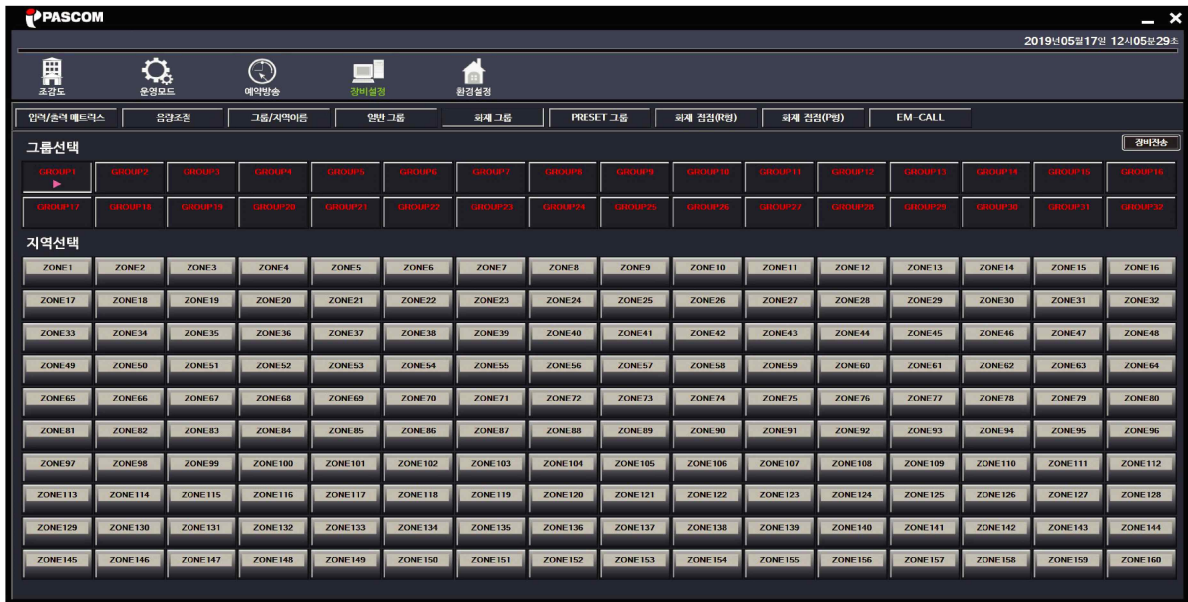 PASCOM
2019년05월17일 12시05분29초
조감도 운영모드 예약방송 장비설정 환경설정
입력/출력 매트릭스 음량조절 그룹/지역이름 일반 그룹 화재 그룹 PRESET 그룹 화재 접점(R형) 화재 접점(P형) EM-CALL
그룹선택 장비전송
GROUP1 GROUP2 GROUP3 GROUP4 GROUP5 GROUP6 GROUP7 GROUP8 GROUP9 GROUP10 GROUP11 GROUP12 GROUP13 GROUP14 GROUP15 GROUP16
GROUP17 GROUP18 GROUP19 GROUP20 GROUP21 GROUP22 GROUP23 GROUP24 GROUP25 GROUP26 GROUP27 GROUP28 GROUP29 GROUP30 GROUP31 GROUP32
지역선택
ZONE1 ZONE2 ZONE3 ZONE4 ZONE5 ZONE6 ZONE7 ZONE8 ZONE9 ZONE10 ZONE11 ZONE12 ZONE13 ZONE14 ZONE15 ZONE16
ZONE17 ZONE18 ZONE19 ZONE20 ZONE21 ZONE22 ZONE23 ZONE24 ZONE25 ZONE26 ZONE27 ZONE28 ZONE29 ZONE30 ZONE31 ZONE32
ZONE33 ZONE34 ZONE35 ZONE36 ZONE37 ZONE38 ZONE39 ZONE40 ZONE41 ZONE42 ZONE43 ZONE44 ZONE45 ZONE46 ZONE47 ZONE48
ZONE49 ZONE50 ZONE51 ZONE52 ZONE53 ZONE54 ZONE55 ZONE56 ZONE57 ZONE58 ZONE59 ZONE60 ZONE61 ZONE62 ZONE63 ZONE64
ZONE65 ZONE66 ZONE67 ZONE68 ZONE69 ZONE70 ZONE71 ZONE72 ZONE73 ZONE74 ZONE75 ZONE76 ZONE77 ZONE78 ZONE79 ZONE80
ZONE81 ZONE82 ZONE83 ZONE84 ZONE85 ZONE86 ZONE87 ZONE88 ZONE89 ZONE90 ZONE91 ZONE92 ZONE93 ZONE94 ZONE95 ZONE96
ZONE97 ZONE98 ZONE99 ZONE100 ZONE101 ZONE102 ZONE103 ZONE104 ZONE105 ZONE106 ZONE107 ZONE108 ZONE109 ZONE110 ZONE111 ZONE112
ZONE113 ZONE114 ZONE115 ZONE116 ZONE117 ZONE118 ZONE119 ZONE120 ZONE121 ZONE122 ZONE123 ZONE124 ZONE125 ZONE126 ZONE127 ZONE128
ZONE129 ZONE130 ZONE131 ZONE132 ZONE133 ZONE134 ZONE135 ZONE136 ZONE137 ZONE138 ZONE139 ZONE140 ZONE141 ZONE142 ZONE143 ZONE144
ZONE145 ZONE146 ZONE147 ZONE148 ZONE149 ZONE150 ZONE151 ZONE152 ZONE153 ZONE154 ZONE155 ZONE156 ZONE157 ZONE158 ZONE159 ZONE160